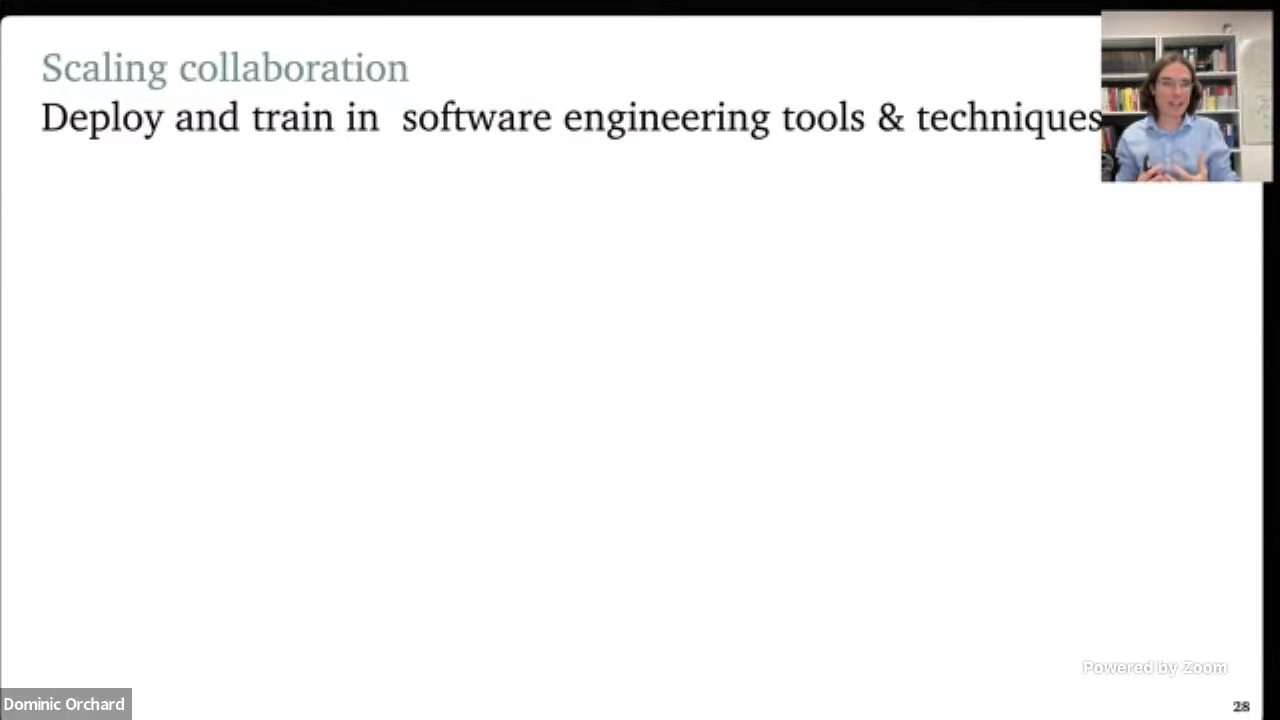 Scaling collaboration
Deploy and train in software engineering tools & techniques
Powered by Zoom
Dominic Orchard
28